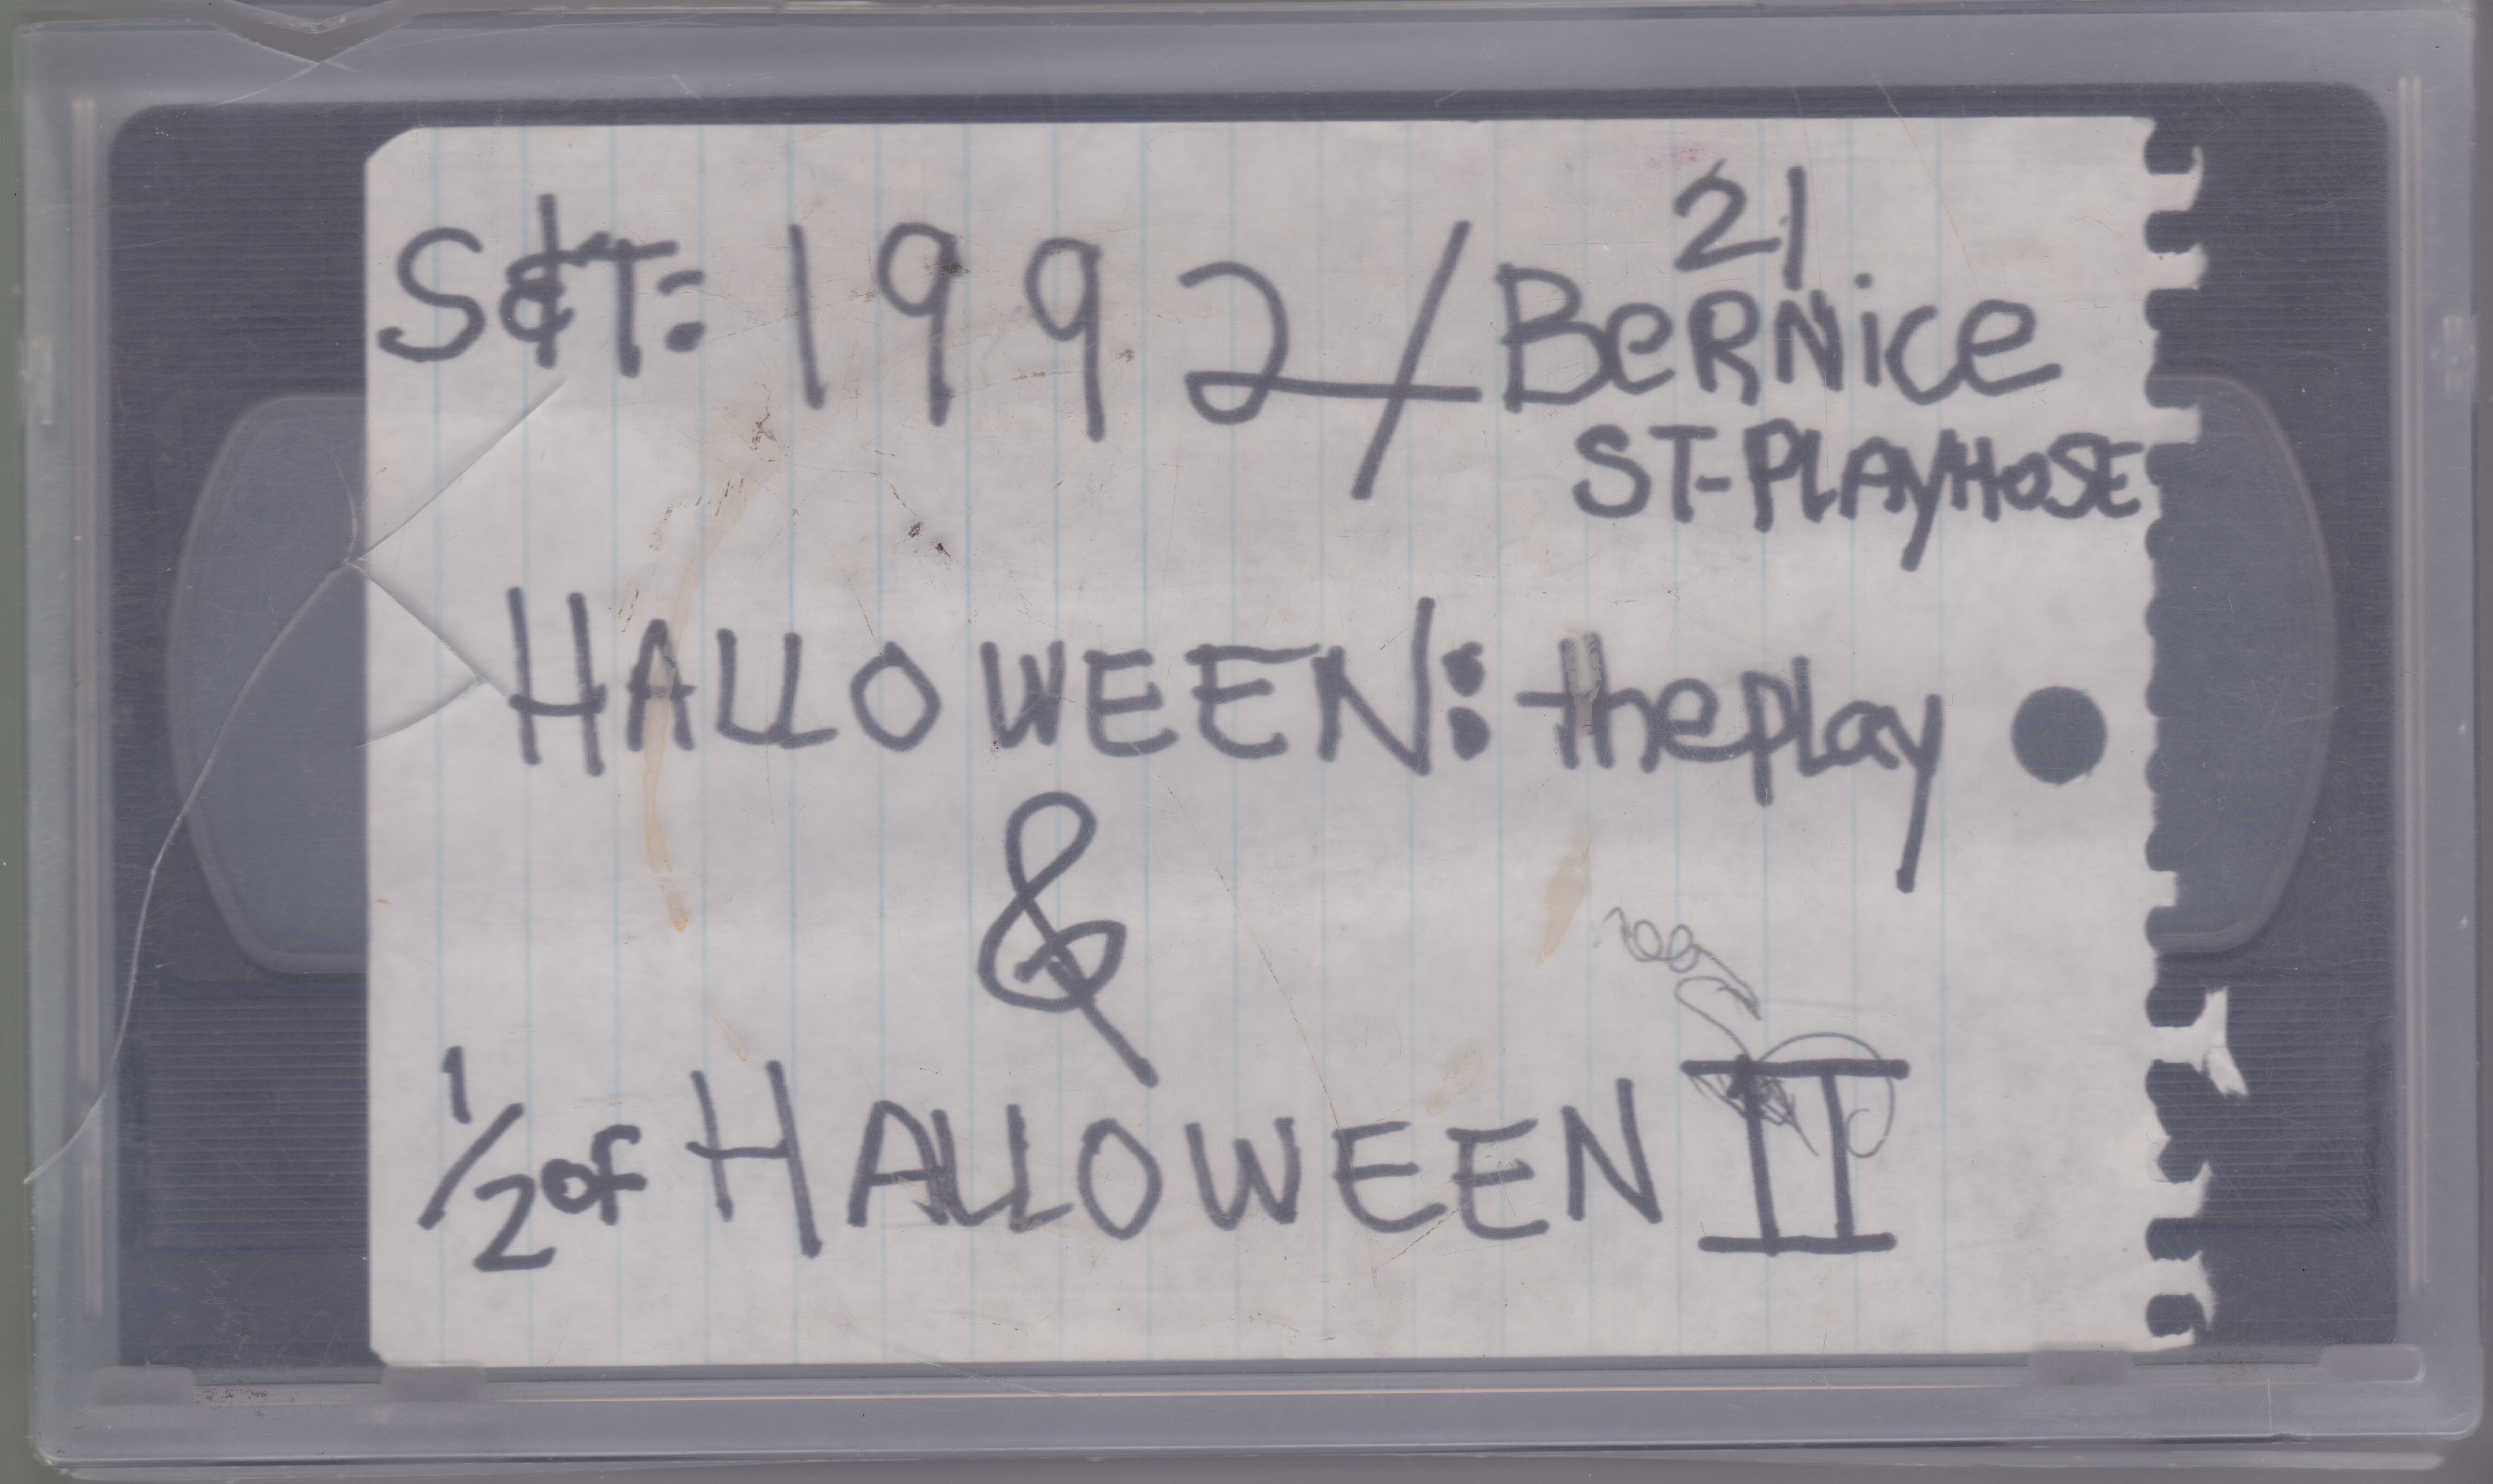 S&T: 1992/ 21 BeRNice
ST-PLAYHOSE
HALLOWEEN: the play
&
1/2 of HALLOWEEN II